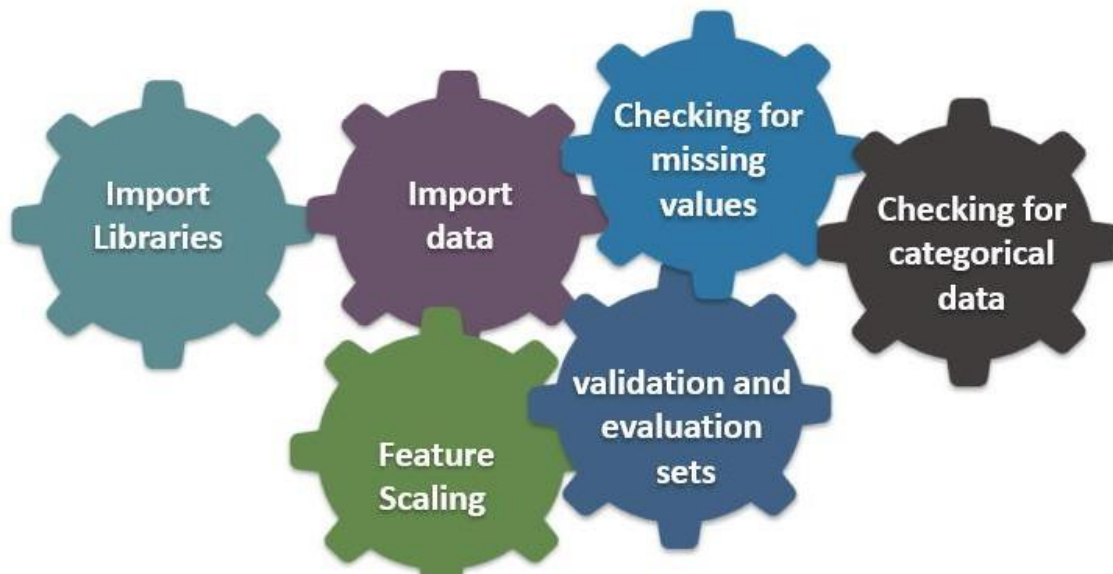 Import
Libraries
Import
data
Checking for
missing
values
Checking for
categorical
data
Feature
Scaling
validation and
evaluation
sets